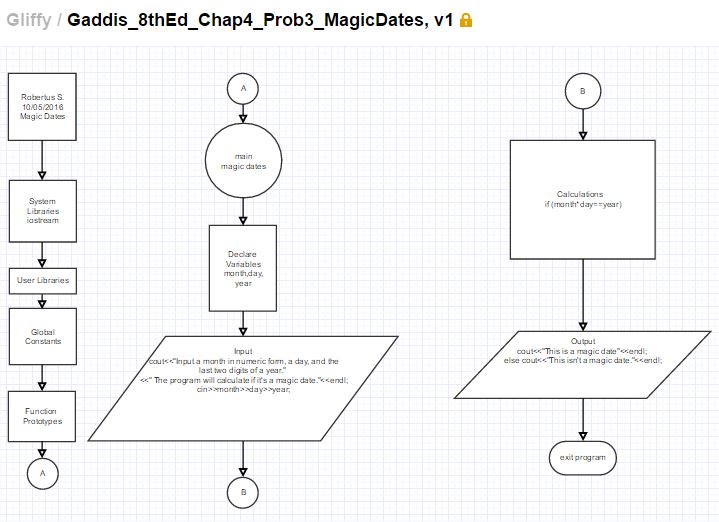 Gliffy / Gaddis_8thEd_Chap4_Prob3_MagicDates, v1
Robertus S.
10/05/2016
Magic Dates
System
Libraries
iostream
User Libraries
Global
Constants
Function
Prototypes
A
A
main
magic dates
Declare
Variables
month,day,
year
Input
cout<<"Input a month in numeric form, a day, and the
last two digits of a year."
<<" The program will calculate if it's a magic date."<<endl;
cin>>month>>day>>year;
B
B
Calculations
if (month*day==year)
Output
cout<<"This is a magic date"<<endl;
else cout<<"This isn't a magic date."<<endl;
exit program